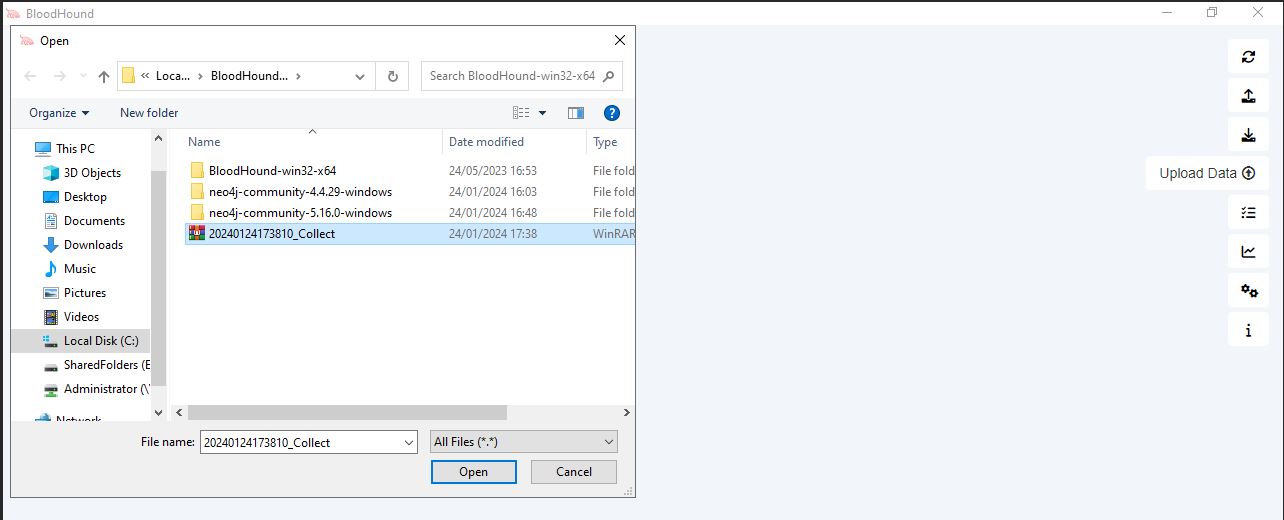 BloodHound
Open
« Loca... > BloodHound... >
Search BloodHound-win32-x64
Organize
New folder
Name Date modified Type
This PC
3D Objects
Desktop
Documents
Downloads
Music
Pictures
Videos
Local Disk (C:)
SharedFolders (E
Administrator (\
Network
BloodHound-win32-x64 24/05/2023 16:53 File fold
neo4j-community-4.4.29-windows 24/01/2024 16:03 File fold
neo4j-community-5.16.0-windows 24/01/2024 16:48 File fold
20240124173810_Collect 24/01/2024 17:38 WinRAR
File name: 20240124173810_Collect
All Files (*.*)
Open
Cancel
Upload Data